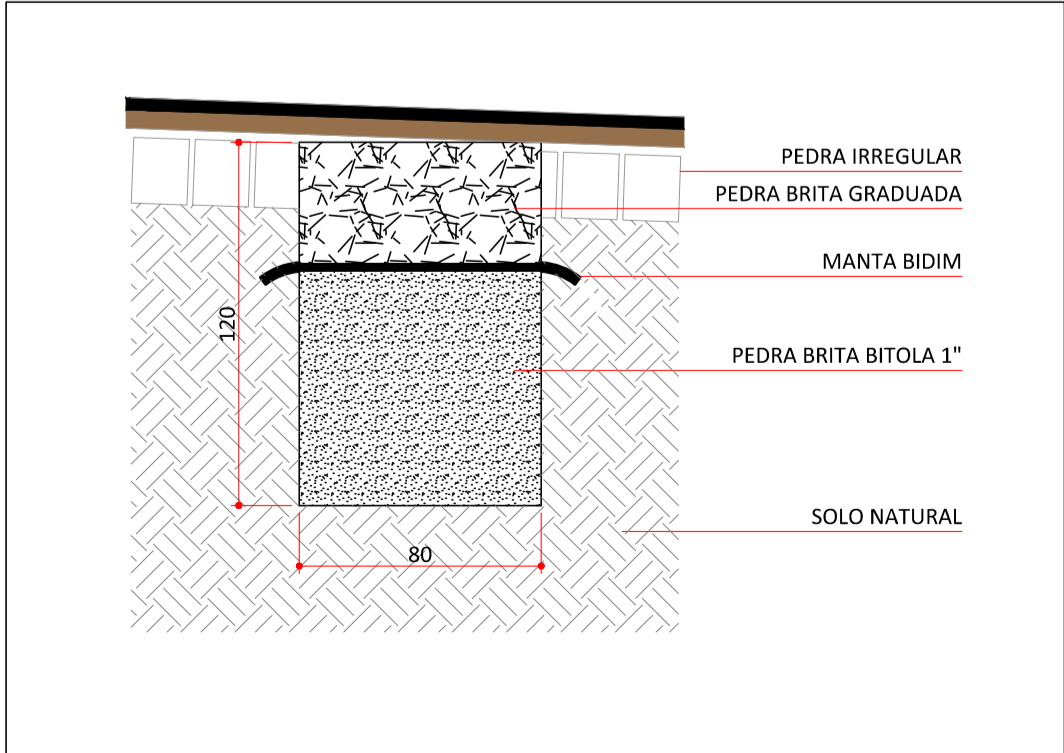 PEDRA IRREGULAR
PEDRA BRITA GRADUADA
MANTA BIDIM
120
PEDRA BRITA BITOLA 1"
SOLO NATURAL
80